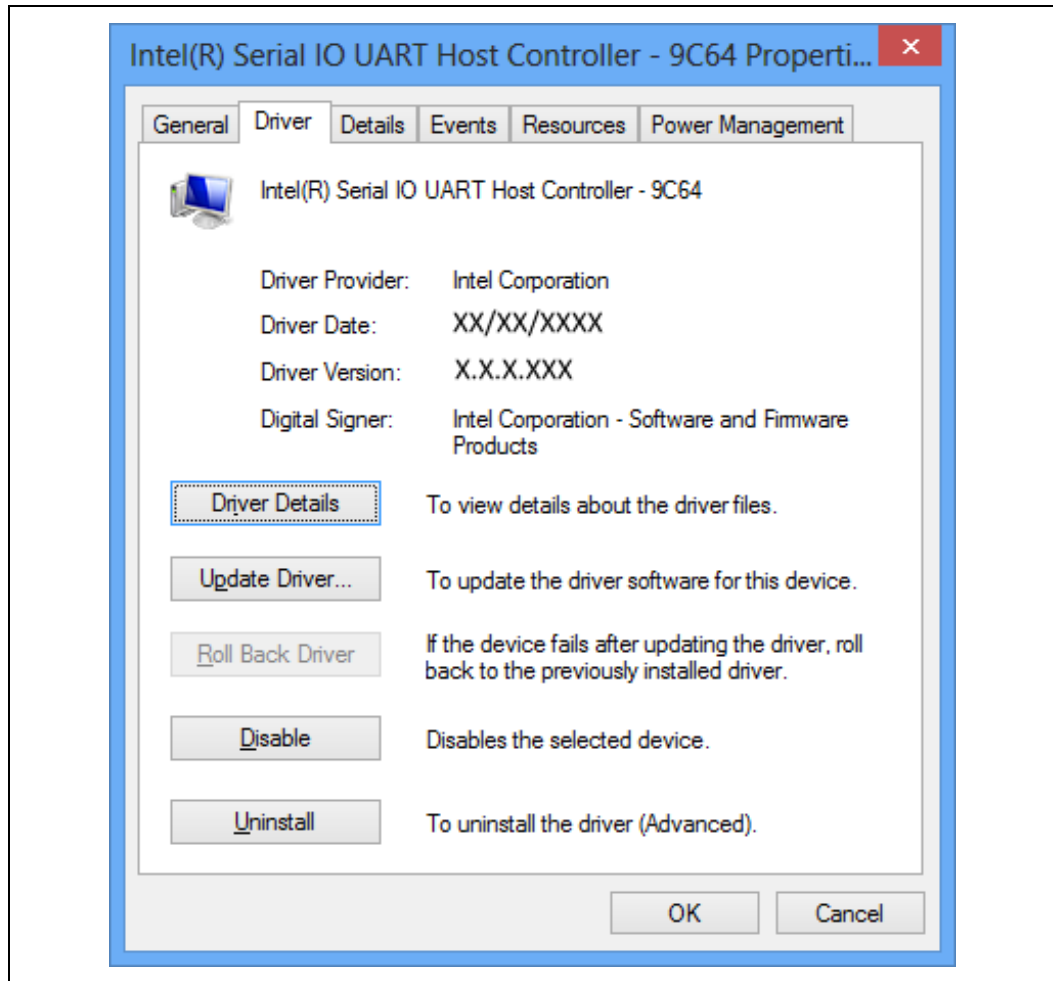 Intel(R) Serial IO UART Host Controller - 9C64 Properti...
General Driver Details Events Resources Power Management
Intel(R) Serial IO UART Host Controller - 9C64
Driver Provider: Intel Corporation
Driver Date: XX/XX/XXXX
Driver Version: X.X.X.XXX
Digital Signer: Intel Corporation - Software and Firmware
Products
Driver Details To view details about the driver files.
Update Driver... To update the driver software for this device.
Roll Back Driver If the device fails after updating the driver, roll
back to the previously installed driver.
Disable Disables the selected device.
Uninstall To uninstall the driver (Advanced).
OK Cancel